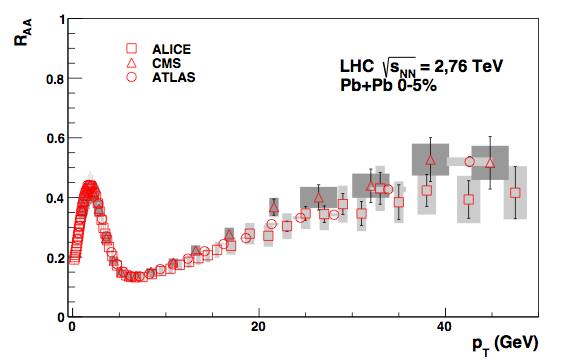 R_AA
1
0.8
0.6
0.4
0.2
0
0
20
40
p_T (GeV)
ALICE
CMS
ATLAS
LHC √s_NN = 2,76 TeV
Pb+Pb 0-5%